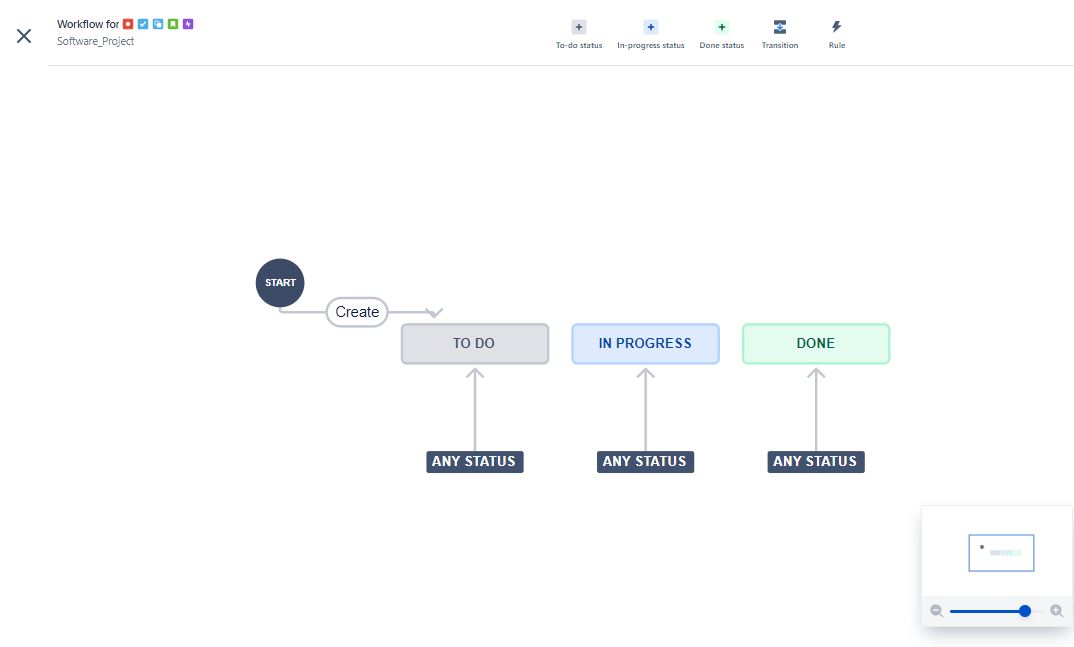 Workflow for
Software_Project
To-do status
In-progress status
Done status
Transition
Rule
START
Create
TO DO
IN PROGRESS
DONE
ANY STATUS
ANY STATUS
ANY STATUS